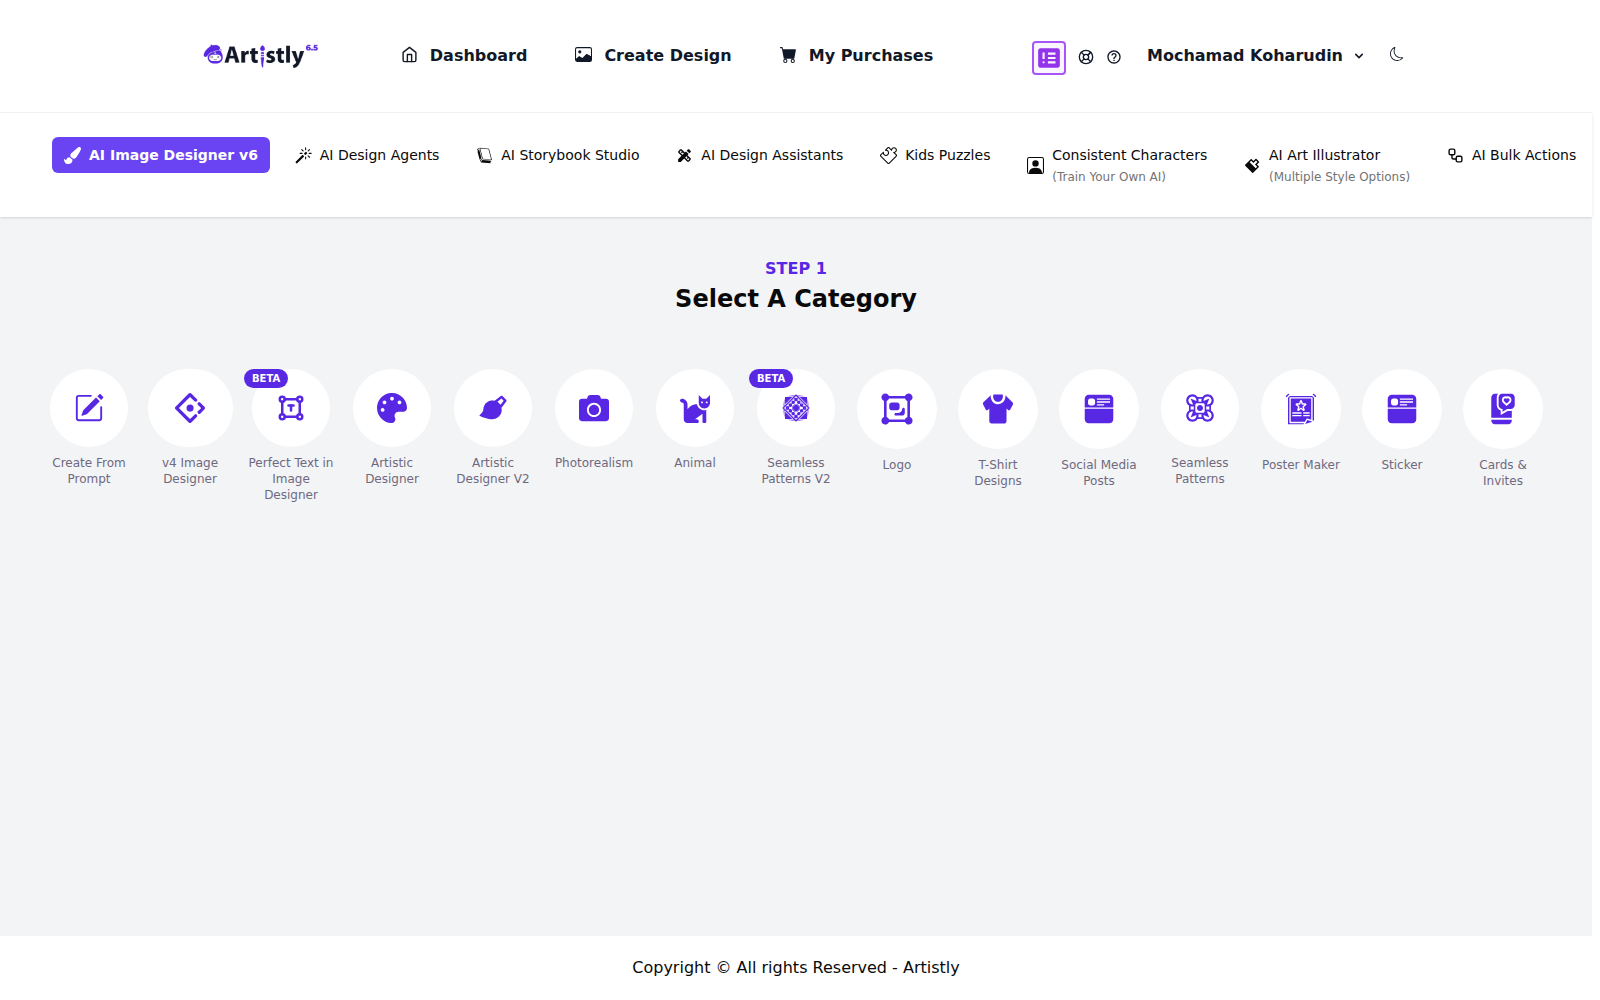 Artistly 6.5
Dashboard
Create Design
My Purchases
Mochamad Koharudin
AI Image Designer v6
AI Design Agents
AI Storybook Studio
AI Design Assistants
Kids Puzzles
Consistent Characters
(Train Your Own AI)
AI Art Illustrator
(Multiple Style Options)
AI Bulk Actions
STEP 1
Select A Category
Create From
Prompt
v4 Image
Designer
BETA
Perfect Text in
Image
Designer
Artistic
Designer
Artistic
Designer V2
Photorealism
Animal
BETA
Seamless
Patterns V2
Logo
T-Shirt
Designs
Social Media
Posts
Seamless
Patterns
Poster Maker
Sticker
Cards &
Invites
Copyright © All rights Reserved - Artistly